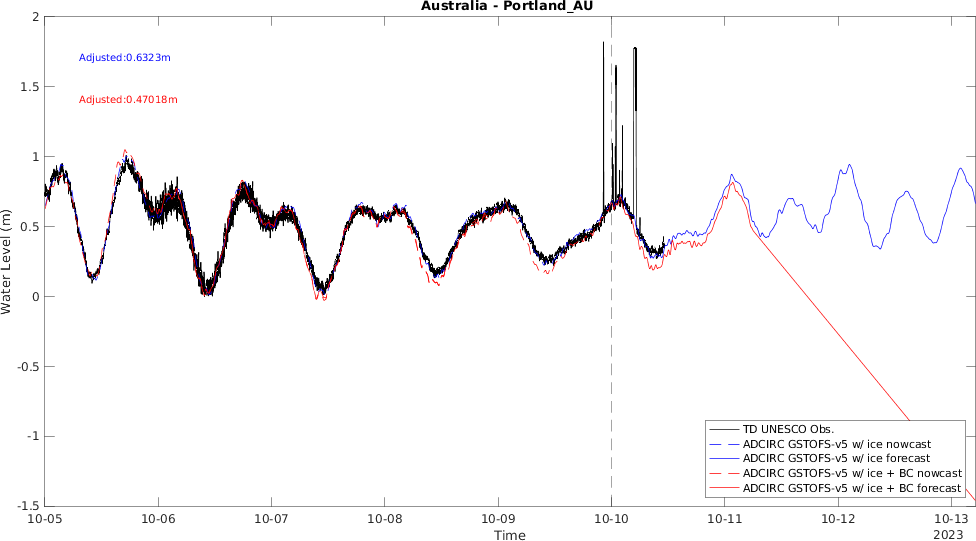 Australia - Portland_AU
Adjusted:0.6323m
Adjusted:0.47018m
Water Level (m)
2
1.5
1
0.5
0
-0.5
-1
-1.5
TD UNESCO Obs.
ADCIRC GSTOFS-v5 w/ ice nowcast
ADCIRC GSTOFS-v5 w/ ice forecast
ADCIRC GSTOFS-v5 w/ ice + BC nowcast
ADCIRC GSTOFS-v5 w/ ice + BC forecast
10-05 10-06 10-07 10-08 10-09 10-10 10-11 10-12 10-13
Time
2023